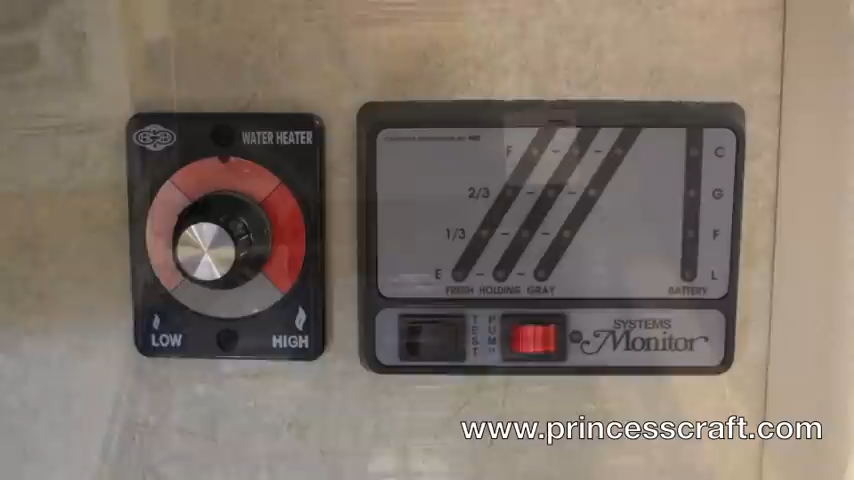 WATER HEATER
LOW
HIGH
F
2/3
1/3
E
FRESH HOLDING GRAY
C
G
F
L
BATTERY
TEST
PUMP
SYSTEMS
Monitor
www.princesscraft.com